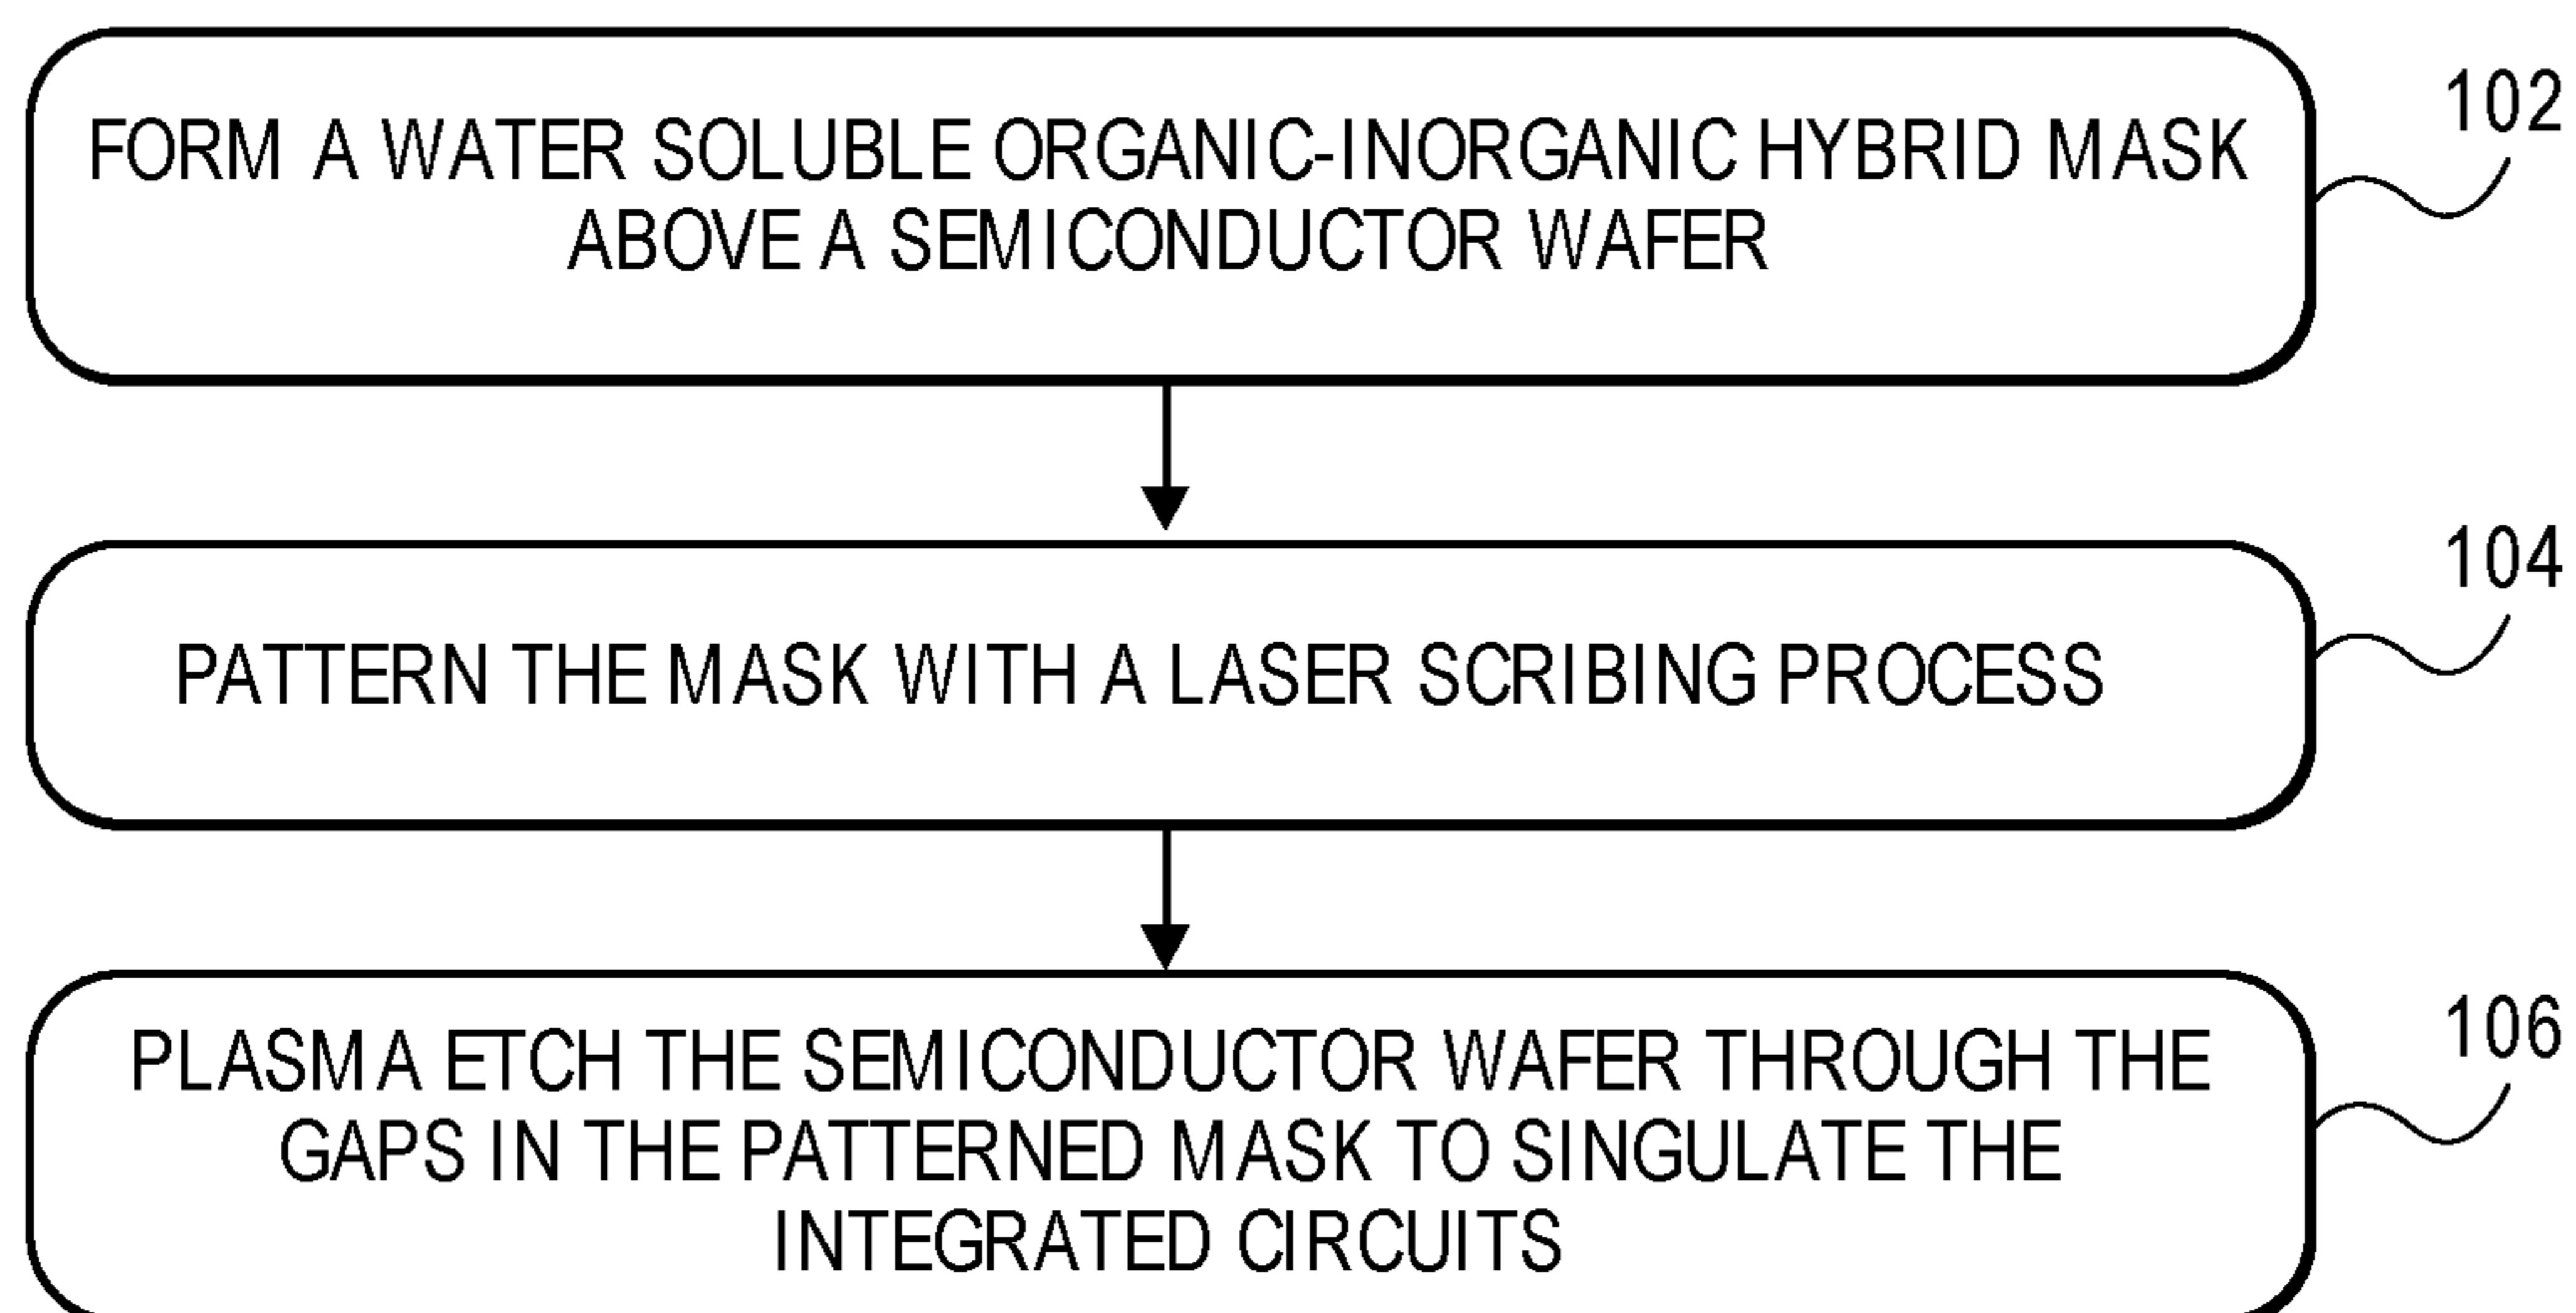 FORM A WATER SOLUBLE ORGANIC-INORGANIC HYBRID MASK
ABOVE A SEMICONDUCTOR WAFER
102
PATTERN THE MASK WITH A LASER SCRIBING PROCESS
104
PLASMA ETCH THE SEMICONDUCTOR WAFER THROUGH THE
GAPS IN THE PATTERNED MASK TO SINGULATE THE
INTEGRATED CIRCUITS
106